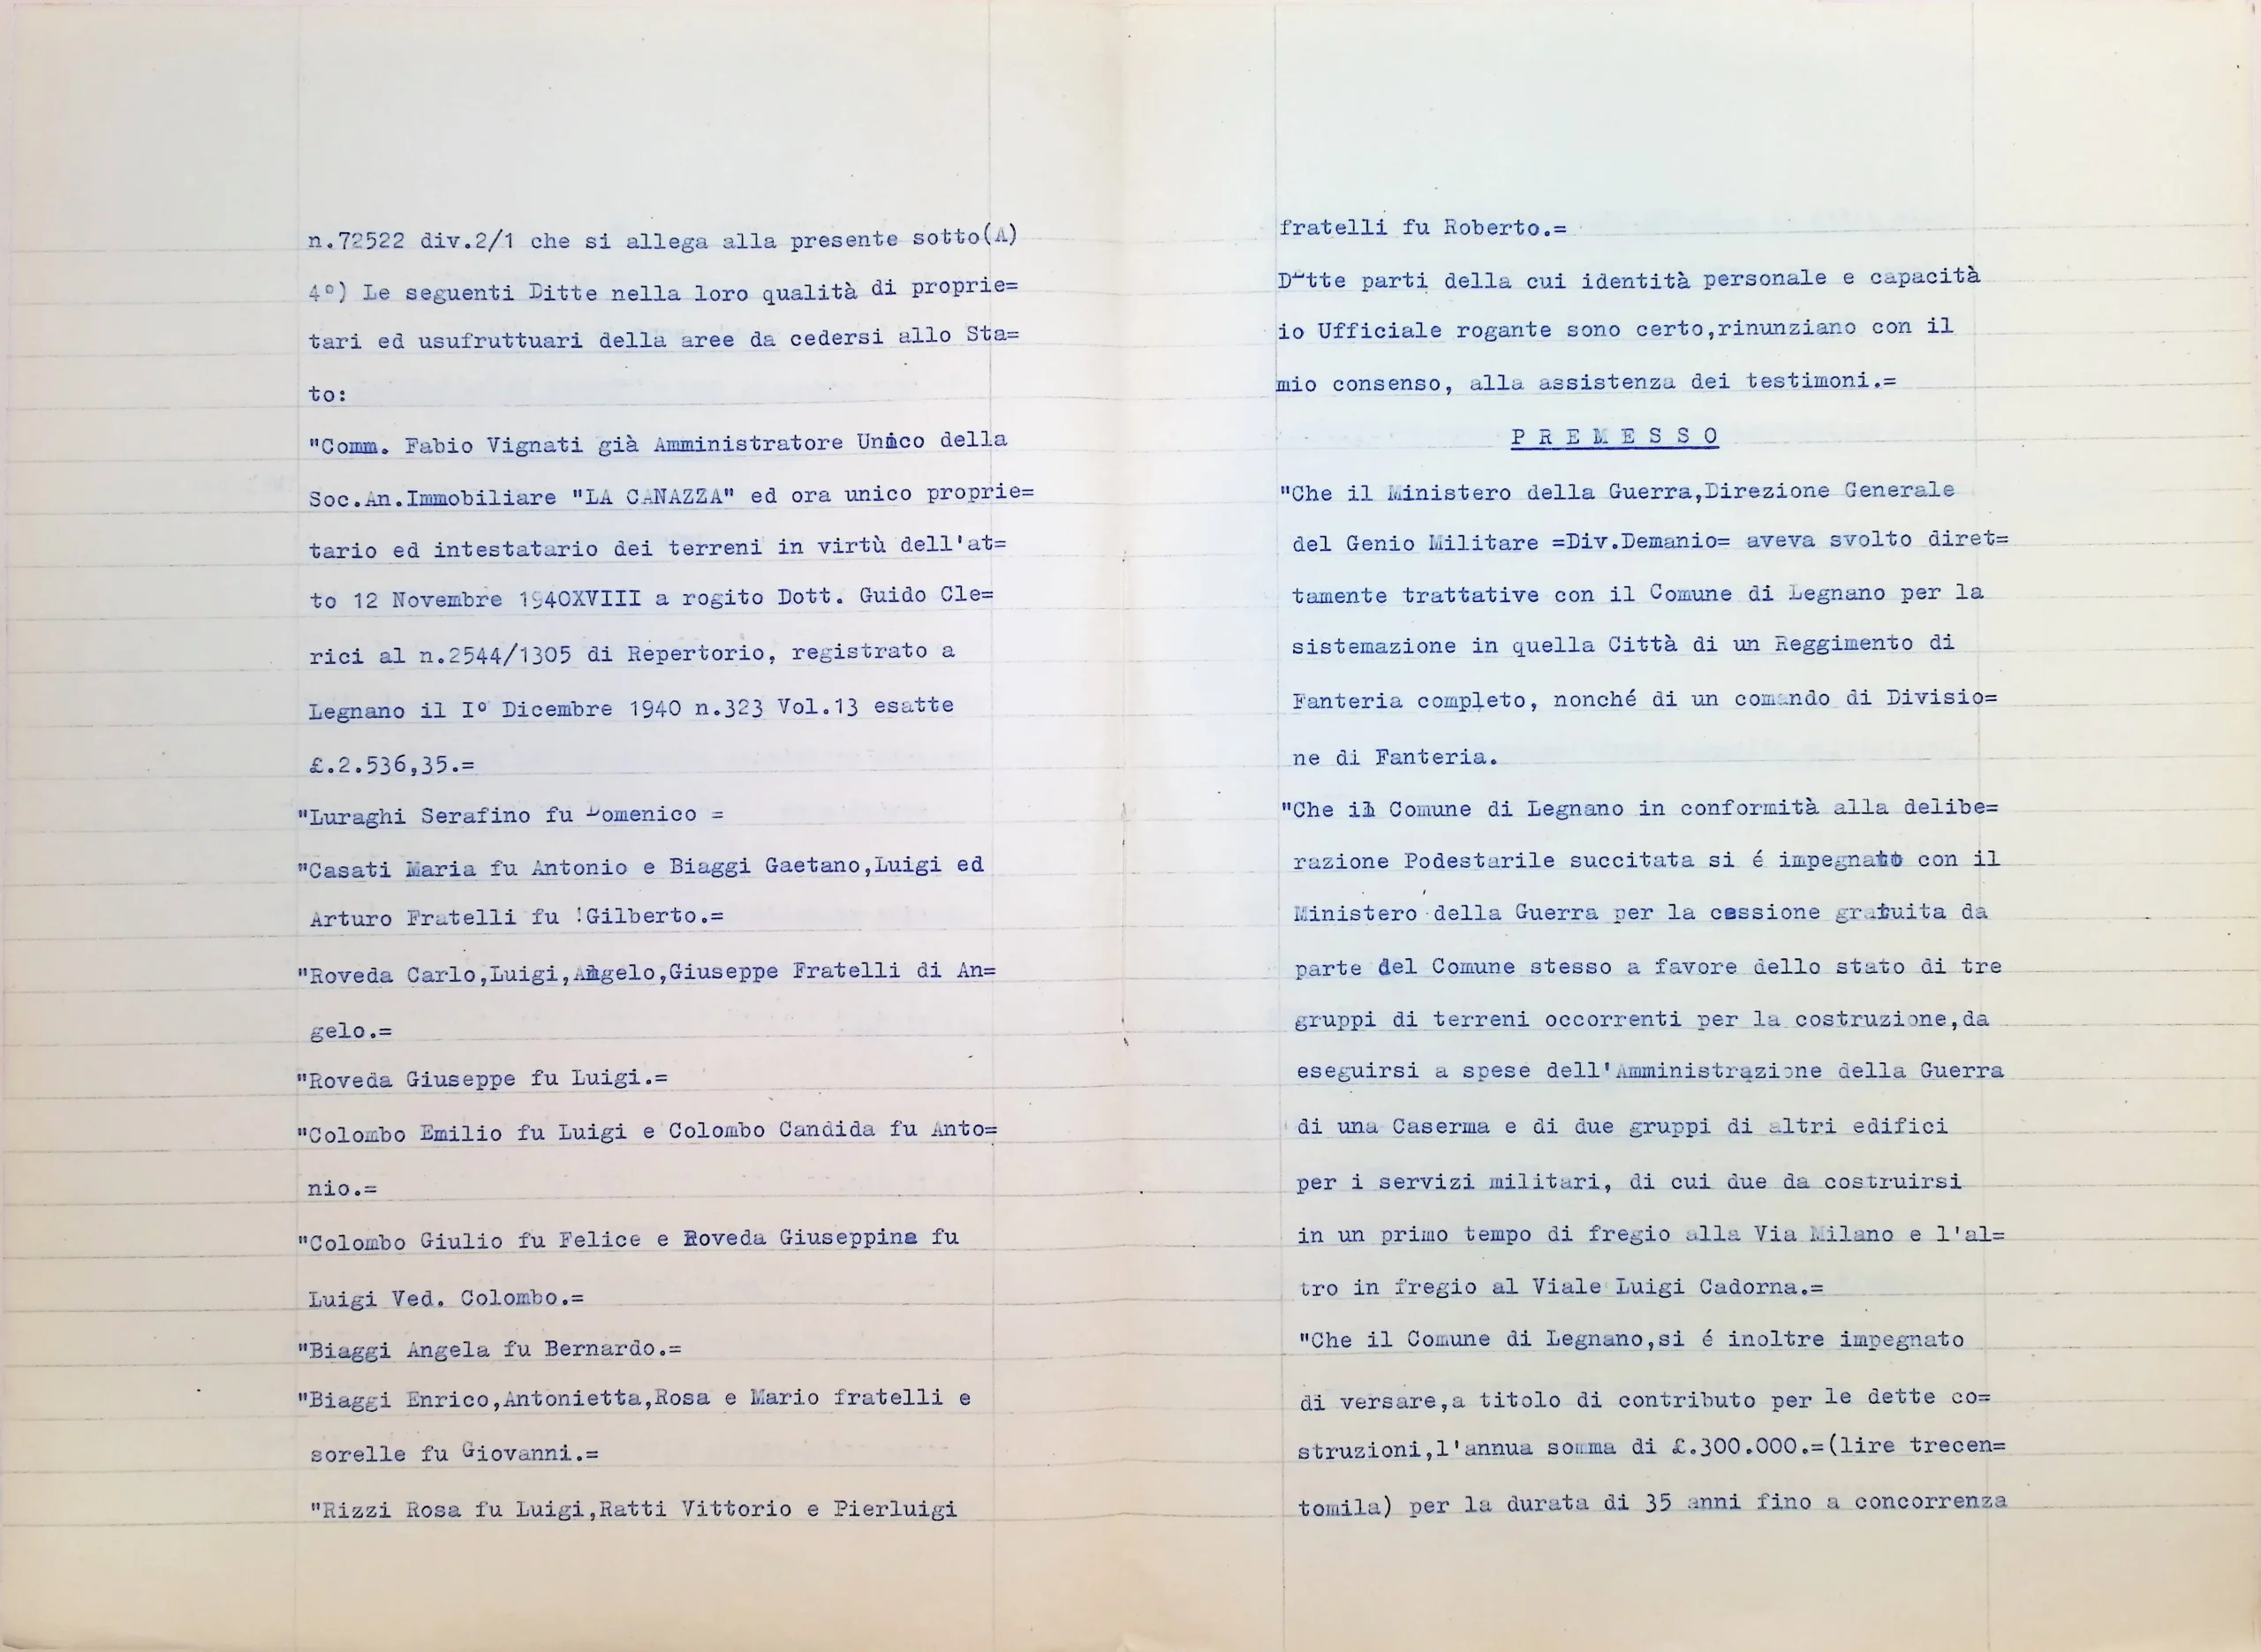 n.72522 div.2/1 che si allega alla presente sotto(A)
4º) Le seguenti Ditte nella loro qualità di proprie=
tari ed usufruttuari della aree da cedersi allo Sta=
to:
"Comm. Fabio Vignati già Amministratore Unico della
Soc.An.Immobiliare "LA CANAZZA" ed ora unico proprie=
tario ed intestatario dei terreni in virtù dell'at=
to 12 Novembre 1940XVIII a rogito Dott. Guido Cle=
rici al n.2544/1305 di Repertorio, registrato a
Legnano il Iº Dicembre 1940 n.323 Vol.13 esatte
£.2.536,35.=
"Luraghi Serafino fu Domenico =
"Casati Maria fu Antonio e Biaggi Gaetano,Luigi ed
Arturo Fratelli fu !Gilberto.=
"Roveda Carlo,Luigi,Angelo,Giuseppe Fratelli di An=
gelo.=
"Roveda Giuseppe fu Luigi.=
"Colombo Emilio fu Luigi e Colombo Candida fu Anto=
nio.=
"Colombo Giulio fu Felice e Roveda Giuseppina fu
Luigi Ved. Colombo.=
"Biaggi Angela fu Bernardo.=
"Biaggi Enrico,Antonietta,Rosa e Mario fratelli e
sorelle fu Giovanni.=
"Rizzi Rosa fu Luigi,Ratti Vittorio e Pierluigi
fratelli fu Roberto.=
Dette parti della cui identità personale e capacità
io Ufficiale rogante sono certo,rinunziano con il
mio consenso, alla assistenza dei testimoni.=
P R E M E S S O
"Che il Ministero della Guerra,Direzione Generale
del Genio Militare =Div.Demanio= aveva svolto diret=
tamente trattative con il Comune di Legnano per la
sistemazione in quella Città di un Reggimento di
Fanteria completo, nonché di un comando di Divisio=
ne di Fanteria.
"Che il Comune di Legnano in conformità alla delibe=
razione Podestarile succitata si é impegnato con il
Ministero della Guerra per la cessione gratuita da
parte del Comune stesso a favore dello stato di tre
gruppi di terreni occorrenti per la costruzione,da
eseguirsi a spese dell'Amministrazione della Guerra
di una Caserma e di due gruppi di altri edifici
per i servizi militari, di cui due da costruirsi
in un primo tempo di fregio alla Via Milano e l'al=
tro in fregio al Viale Luigi Cadorna.=
"Che il Comune di Legnano,si é inoltre impegnato
di versare,a titolo di contributo per le dette co=
struzioni,l'annua somma di £.300.000.=(lire trecen=
tomila) per la durata di 35 anni fino a concorrenza